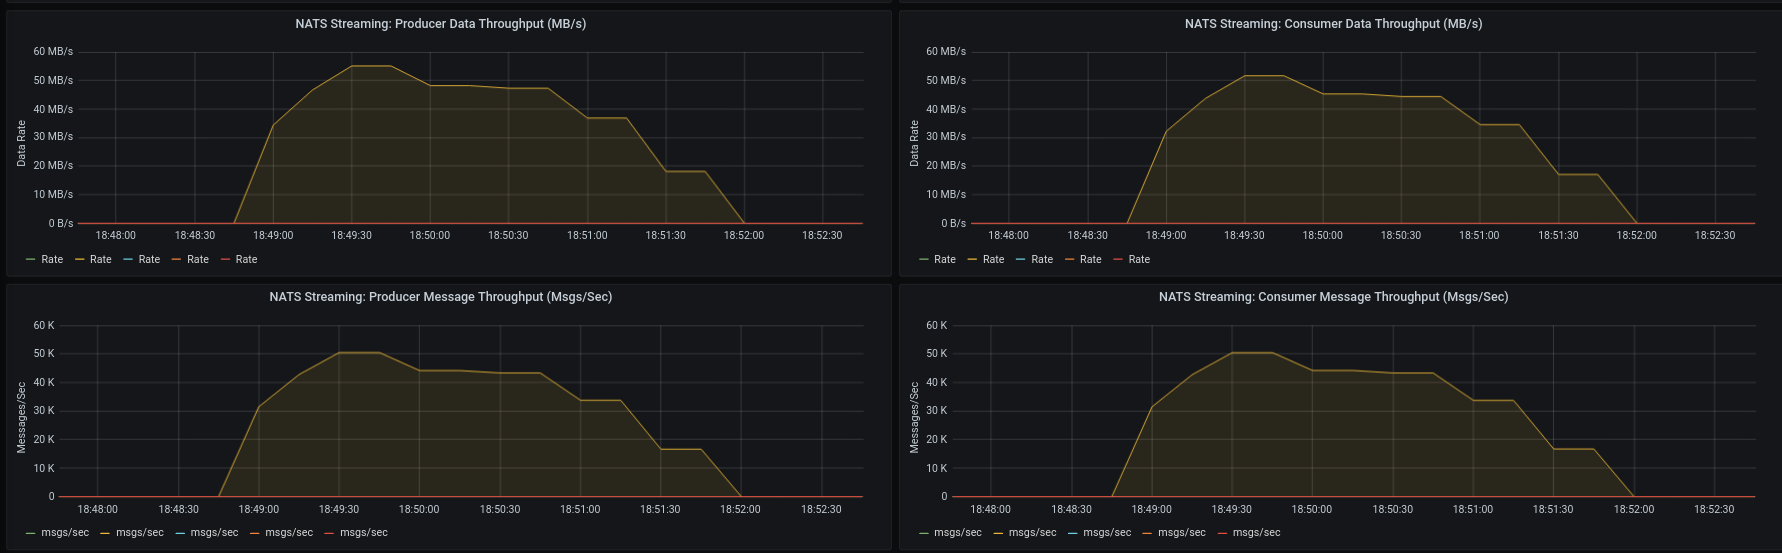 NATS Streaming: Producer Data Throughput (MB/s)
60 MB/s
50 MB/s
40 MB/s
30 MB/s
20 MB/s
10 MB/s
0 B/s
Data Rate
18:48:00 18:48:30 18:49:00 18:49:30 18:50:00 18:50:30 18:51:00 18:51:30 18:52:00 18:52:30
Rate Rate Rate Rate Rate
NATS Streaming: Consumer Data Throughput (MB/s)
60 MB/s
50 MB/s
40 MB/s
30 MB/s
20 MB/s
10 MB/s
0 B/s
Data Rate
18:48:00 18:48:30 18:49:00 18:49:30 18:50:00 18:50:30 18:51:00 18:51:30 18:52:00 18:52:30
Rate Rate Rate Rate Rate
NATS Streaming: Producer Message Throughput (Msgs/Sec)
60 K
50 K
40 K
30 K
20 K
10 K
0
Messages/Sec
18:48:00 18:48:30 18:49:00 18:49:30 18:50:00 18:50:30 18:51:00 18:51:30 18:52:00 18:52:30
msgs/sec msgs/sec msgs/sec msgs/sec msgs/sec
NATS Streaming: Consumer Message Throughput (Msgs/Sec)
60 K
50 K
40 K
30 K
20 K
10 K
0
Messages/Sec
18:48:00 18:48:30 18:49:00 18:49:30 18:50:00 18:50:30 18:51:00 18:51:30 18:52:00 18:52:30
msgs/sec msgs/sec msgs/sec msgs/sec msgs/sec